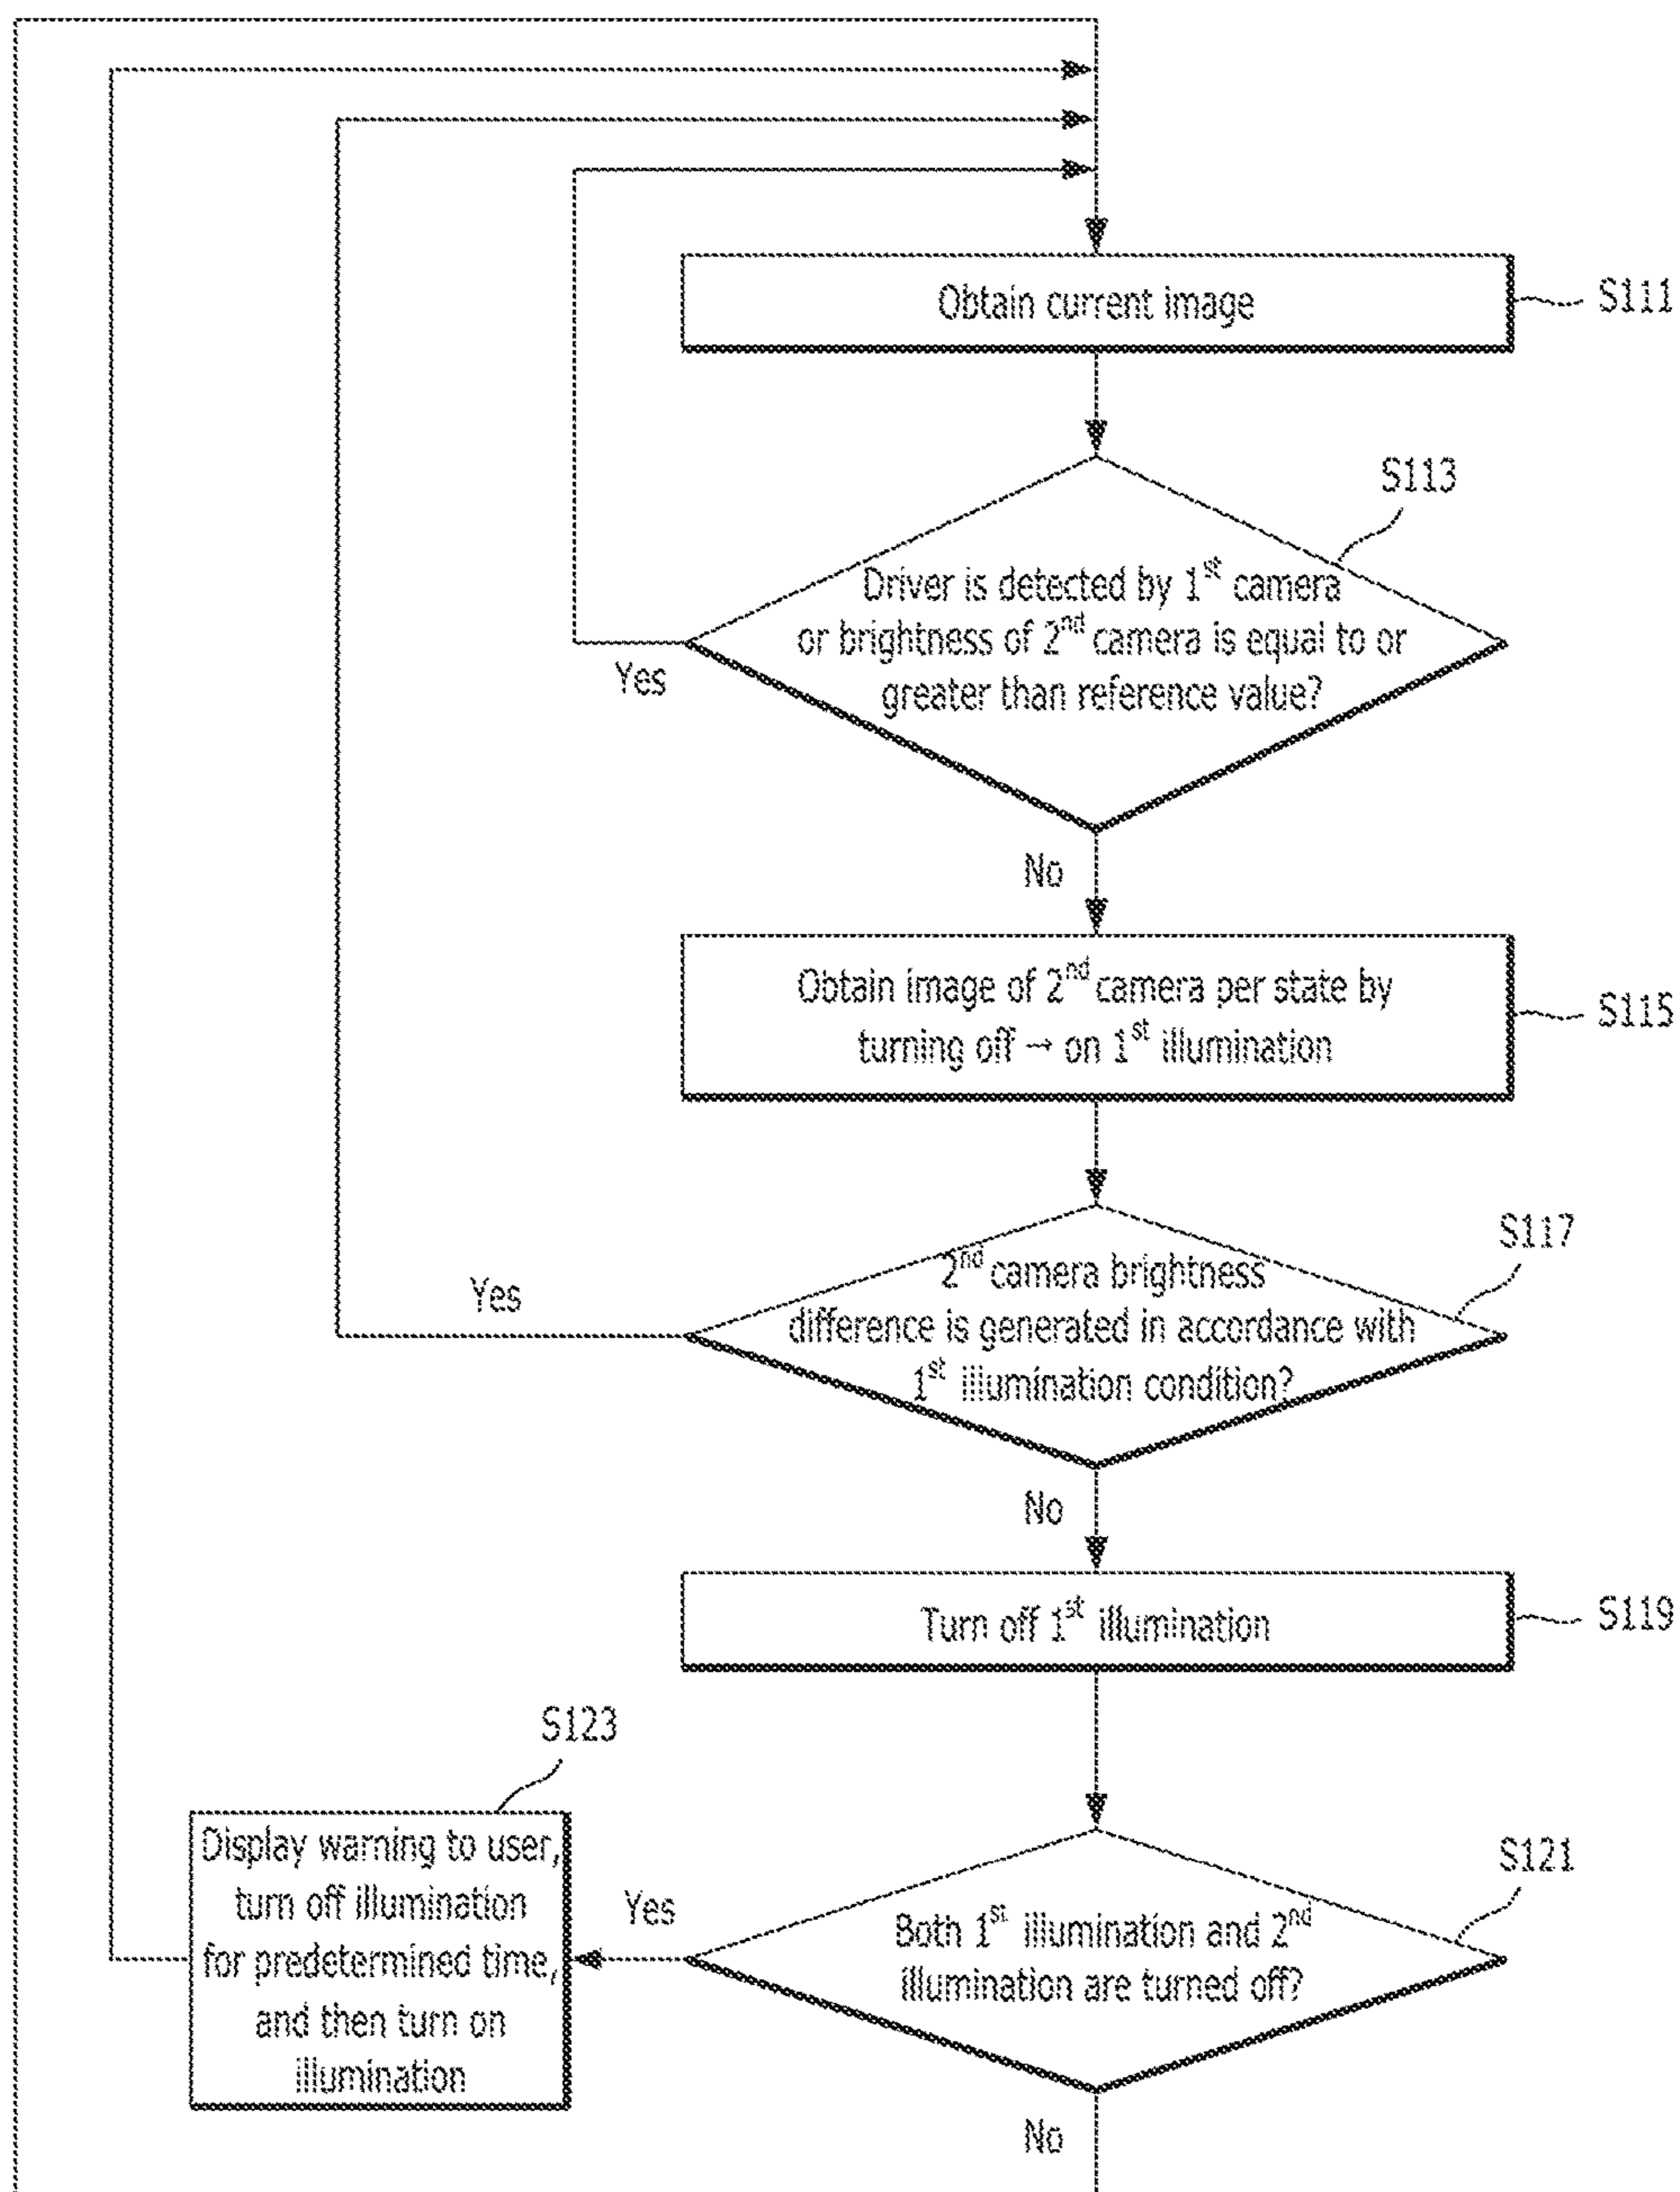 Obtain current image
S111
S113
Driver is detected by 1st camera
or brightness of 2nd camera is equal to or
greater than reference value?
Yes
No
Obtain image of 2nd camera per state by
turning off → on 1st illumination
S115
S117
2nd camera brightness
difference is generated in accordance with
1st illumination condition?
Yes
No
Turn off 1st illumination
S119
S123
Display warning to user,
turn off illumination
for predetermined time,
and then turn on
illumination
Yes
S121
Both 1st illumination and 2nd
illumination are turned off?
No